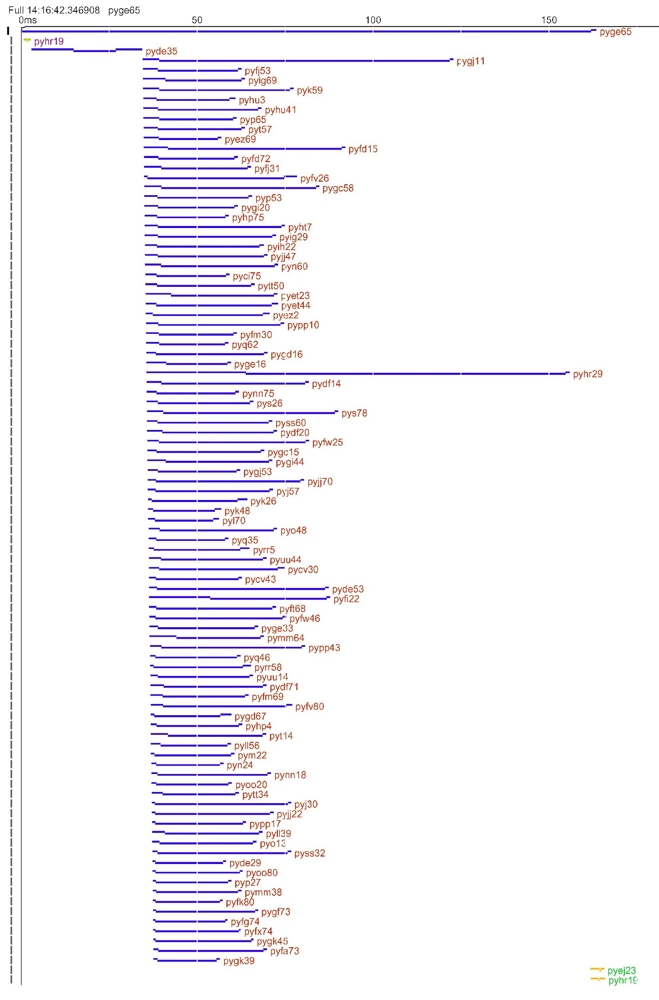 Full 14:16:42.346908 pyge65
0ms 50 100 150
pyge65
pyhr19
pyde35
pygj11
pyfj53
pyig69
pyk59
pyhu3
pyhu41
pyp65
pyt57
pyez69
pyfd15
pyfd72
pyfj31
pyfv26
pygc58
pyp53
pygi20
pyhp75
pyht7
pyig29
pyih22
pyjj47
pyn60
pyci75
pytt50
pyet23
pyet44
pyez2
pypp10
pyfm30
pyq62
pygd16
pyge16
pyhr29
pydf14
pynn75
pys26
pys78
pyss60
pydf20
pyfw25
pygc15
pygi44
pygj53
pyjj70
pyj57
pyk26
pyk48
pyl70
pyo48
pyq35
pyrr5
pyuu44
pycv30
pycv43
pyde53
pyfi22
pyft68
pyfw46
pyge33
pymm64
pypp43
pyq46
pyrr58
pyuu14
pydf71
pyfm69
pyfv80
pygd67
pyhp4
pyt14
pyll56
pym22
pyn24
pynn18
pyoo20
pytt34
pyj30
pyjj22
pypp17
pyll39
pyo13
pyss32
pyde29
pyoo80
pyp27
pymm38
pyfk80
pygf73
pyfg74
pyfx74
pygk45
pyfa73
pygk39
pyej23
pyhr19